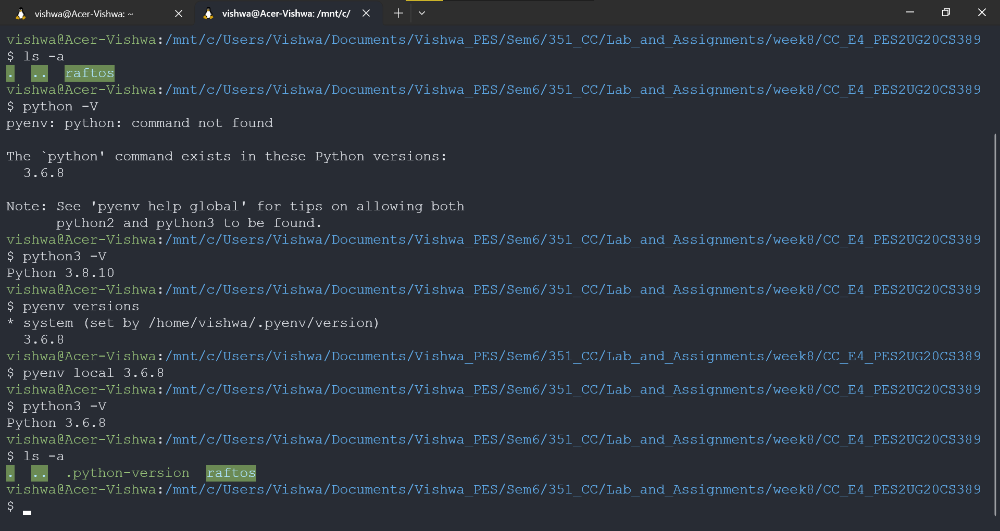 vishwa@Acer-Vishwa: ~
vishwa@Acer-Vishwa: /mnt/c/
vishwa@Acer-Vishwa:/mnt/c/Users/Vishwa/Documents/Vishwa_PES/Sem6/351_CC/Lab_and_Assignments/week8/CC_E4_PES2UG20CS389
$ ls -a
. .. raftos
vishwa@Acer-Vishwa:/mnt/c/Users/Vishwa/Documents/Vishwa_PES/Sem6/351_CC/Lab_and_Assignments/week8/CC_E4_PES2UG20CS389
$ python -V
pyenv: python: command not found
The `python' command exists in these Python versions:
3.6.8
Note: See 'pyenv help global' for tips on allowing both
python2 and python3 to be found.
vishwa@Acer-Vishwa:/mnt/c/Users/Vishwa/Documents/Vishwa_PES/Sem6/351_CC/Lab_and_Assignments/week8/CC_E4_PES2UG20CS389
$ python3 -V
Python 3.8.10
vishwa@Acer-Vishwa:/mnt/c/Users/Vishwa/Documents/Vishwa_PES/Sem6/351_CC/Lab_and_Assignments/week8/CC_E4_PES2UG20CS389
$ pyenv versions
* system (set by /home/vishwa/.pyenv/version)
3.6.8
vishwa@Acer-Vishwa:/mnt/c/Users/Vishwa/Documents/Vishwa_PES/Sem6/351_CC/Lab_and_Assignments/week8/CC_E4_PES2UG20CS389
$ pyenv local 3.6.8
vishwa@Acer-Vishwa:/mnt/c/Users/Vishwa/Documents/Vishwa_PES/Sem6/351_CC/Lab_and_Assignments/week8/CC_E4_PES2UG20CS389
$ python3 -V
Python 3.6.8
vishwa@Acer-Vishwa:/mnt/c/Users/Vishwa/Documents/Vishwa_PES/Sem6/351_CC/Lab_and_Assignments/week8/CC_E4_PES2UG20CS389
$ ls -a
. .. .python-version raftos
vishwa@Acer-Vishwa:/mnt/c/Users/Vishwa/Documents/Vishwa_PES/Sem6/351_CC/Lab_and_Assignments/week8/CC_E4_PES2UG20CS389
$